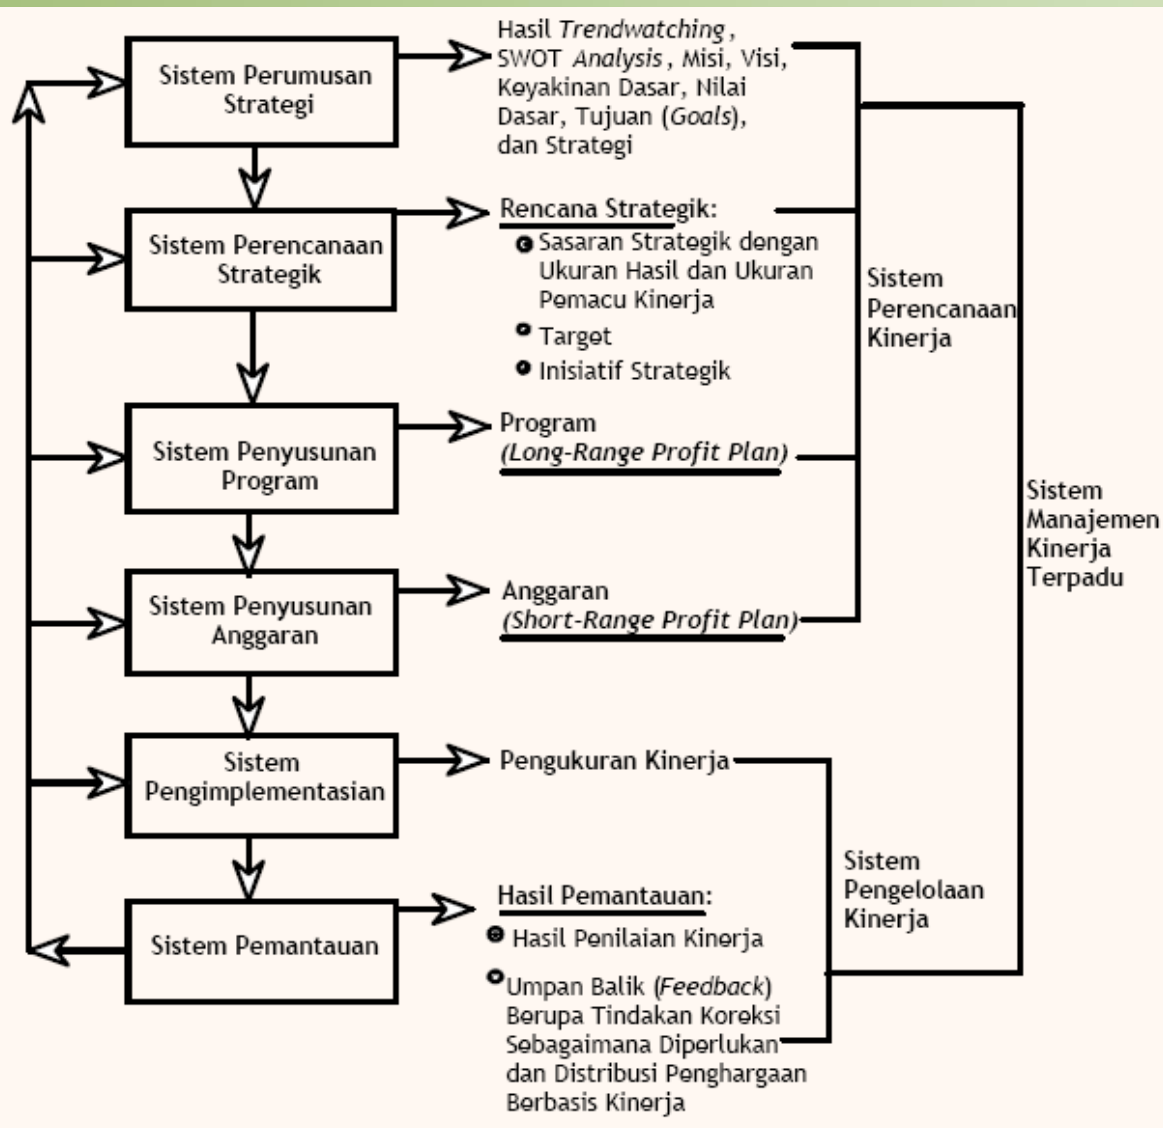 Sistem Perumusan
Strategi
Hasil Trendwatching,
SWOT Analysis, Misi, Visi,
Keyakinan Dasar, Nilai
Dasar, Tujuan (Goals),
dan Strategi
Sistem Perencanaan
Strategik
Rencana Strategik:
Sasaran Strategik dengan
Ukuran Hasil dan Ukuran
Pemacu Kinerja
Target
Inisiatif Strategik
Sistem
Perencanaan
Kinerja
Sistem Penyusunan
Program
Program
(Long-Range Profit Plan)
Sistem
Manajemen
Kinerja
Terpadu
Sistem Penyusunan
Anggaran
Anggaran
(Short-Range Profit Plan)
Sistem
Pengimplementasian
Pengukuran Kinerja
Sistem
Pengelolaan
Kinerja
Sistem Pemantauan
Hasil Pemantauan:
Hasil Penilaian Kinerja
Umpan Balik (Feedback)
Berupa Tindakan Koreksi
Sebagaimana Diperlukan
dan Distribusi Penghargaan
Berbasis Kinerja